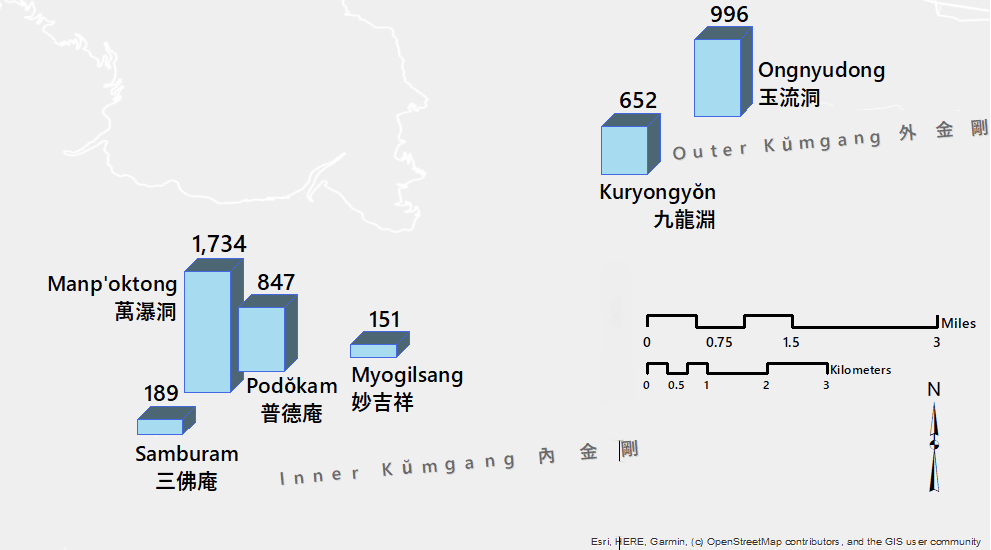 996
Ongnyudong
玉流洞
652
Outer Kŭmgang 外金剛
Kuryongyŏn
九龍淵
1,734
Manp'oktong
萬瀑洞
847
Podŏkam
普德庵
151
Myogilsang
妙吉祥
189
Samburam
三佛庵
Inner Kŭmgang 內金剛
Miles
0 0.75 1.5 3
Kilometers
0 0.5 1 2 3
N
Esri, HERE, Garmin, (c) OpenStreetMap contributors, and the GIS user community